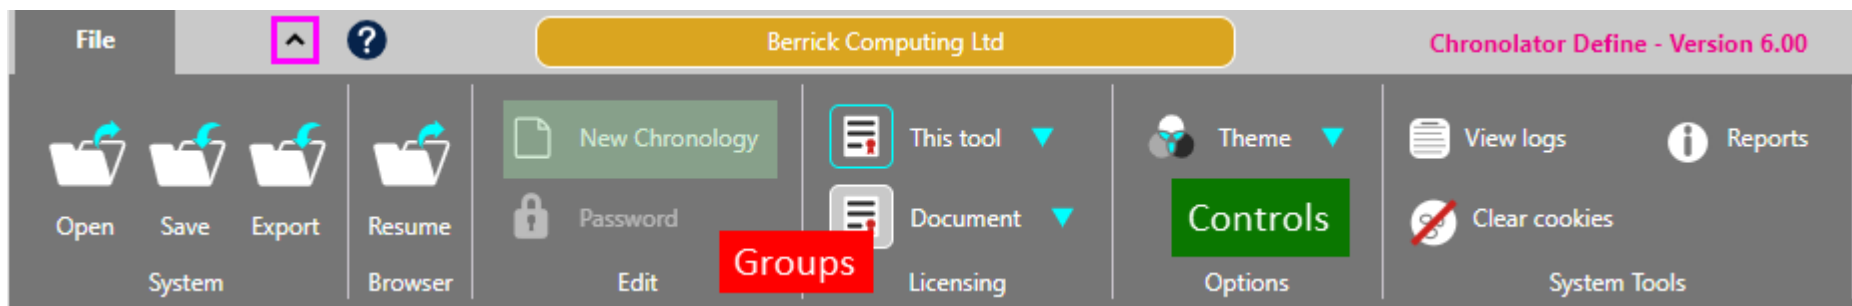 File
?
Berrick Computing Ltd
Chronolator Define - Version 6.00
New Chronology
This tool
Theme
View logs
Reports
Open
Save
Export
Resume
Password
Document
Controls
Clear cookies
Groups
System
Browser
Edit
Licensing
Options
System Tools